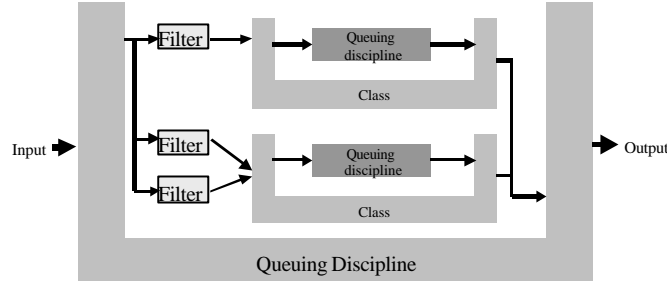 Filter
Queuing
discipline
Class
Input
Filter
Filter
Queuing
discipline
Class
Output
Queuing Discipline